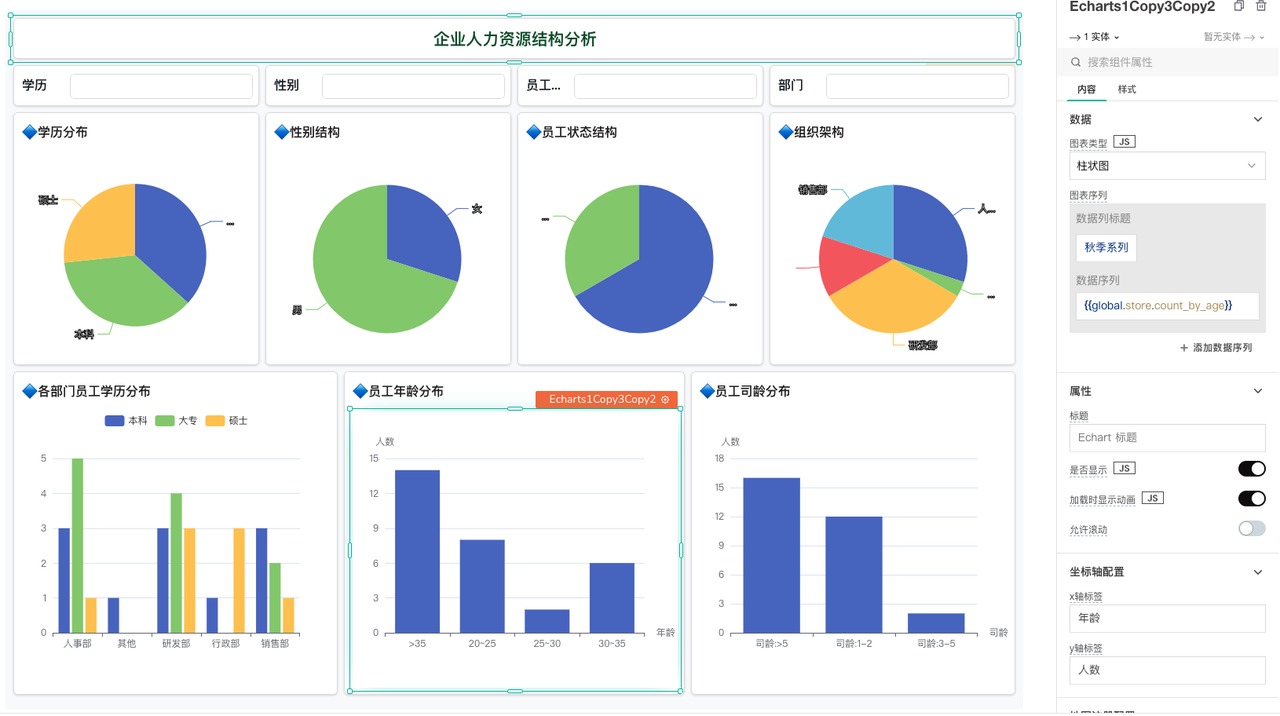 企业人力资源结构分析
学历
性别
员工...
部门
学历分布
硕士
...
本科
性别结构
女
男
员工状态结构
...
...
组织架构
销售部
人...
...
研发部
各部门员工学历分布
本科 大专 硕士
5
4
3
2
1
0
人事部 其他 研发部 行政部 销售部
员工年龄分布
Echarts1Copy3Copy2
人数
15
12
9
6
3
0
>35 20~25 25~30 30~35
年龄
员工司龄分布
人数
18
15
12
9
6
3
0
司龄:>5 司龄:1~2 司龄:3~5
司龄
Echarts1Copy3Copy2
1 实体
暂无实体
搜索组件属性
内容 样式
数据
图表类型 JS
柱状图
图表序列
数据列标题
秋季系列
数据序列
{{global.store.count_by_age}}
+ 添加数据序列
属性
标题
Echart 标题
是否显示 JS
加载时显示动画 JS
允许滚动
坐标轴配置
x轴标签
年龄
y轴标签
人数